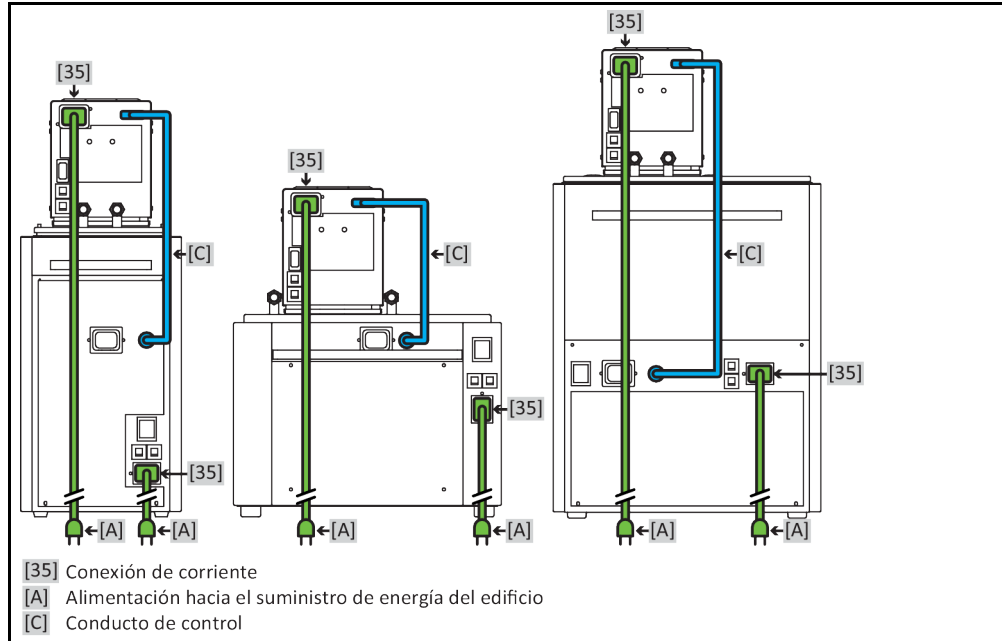 [35]
[35]
[35]
[C]
[C]
[C]
[35]
[35]
[35]
[A]
[A]
[A]
[A]
[A]
[A]
[35] Conexión de corriente
[A] Alimentación hacia el suministro de energía del edificio
[C] Conducto de control